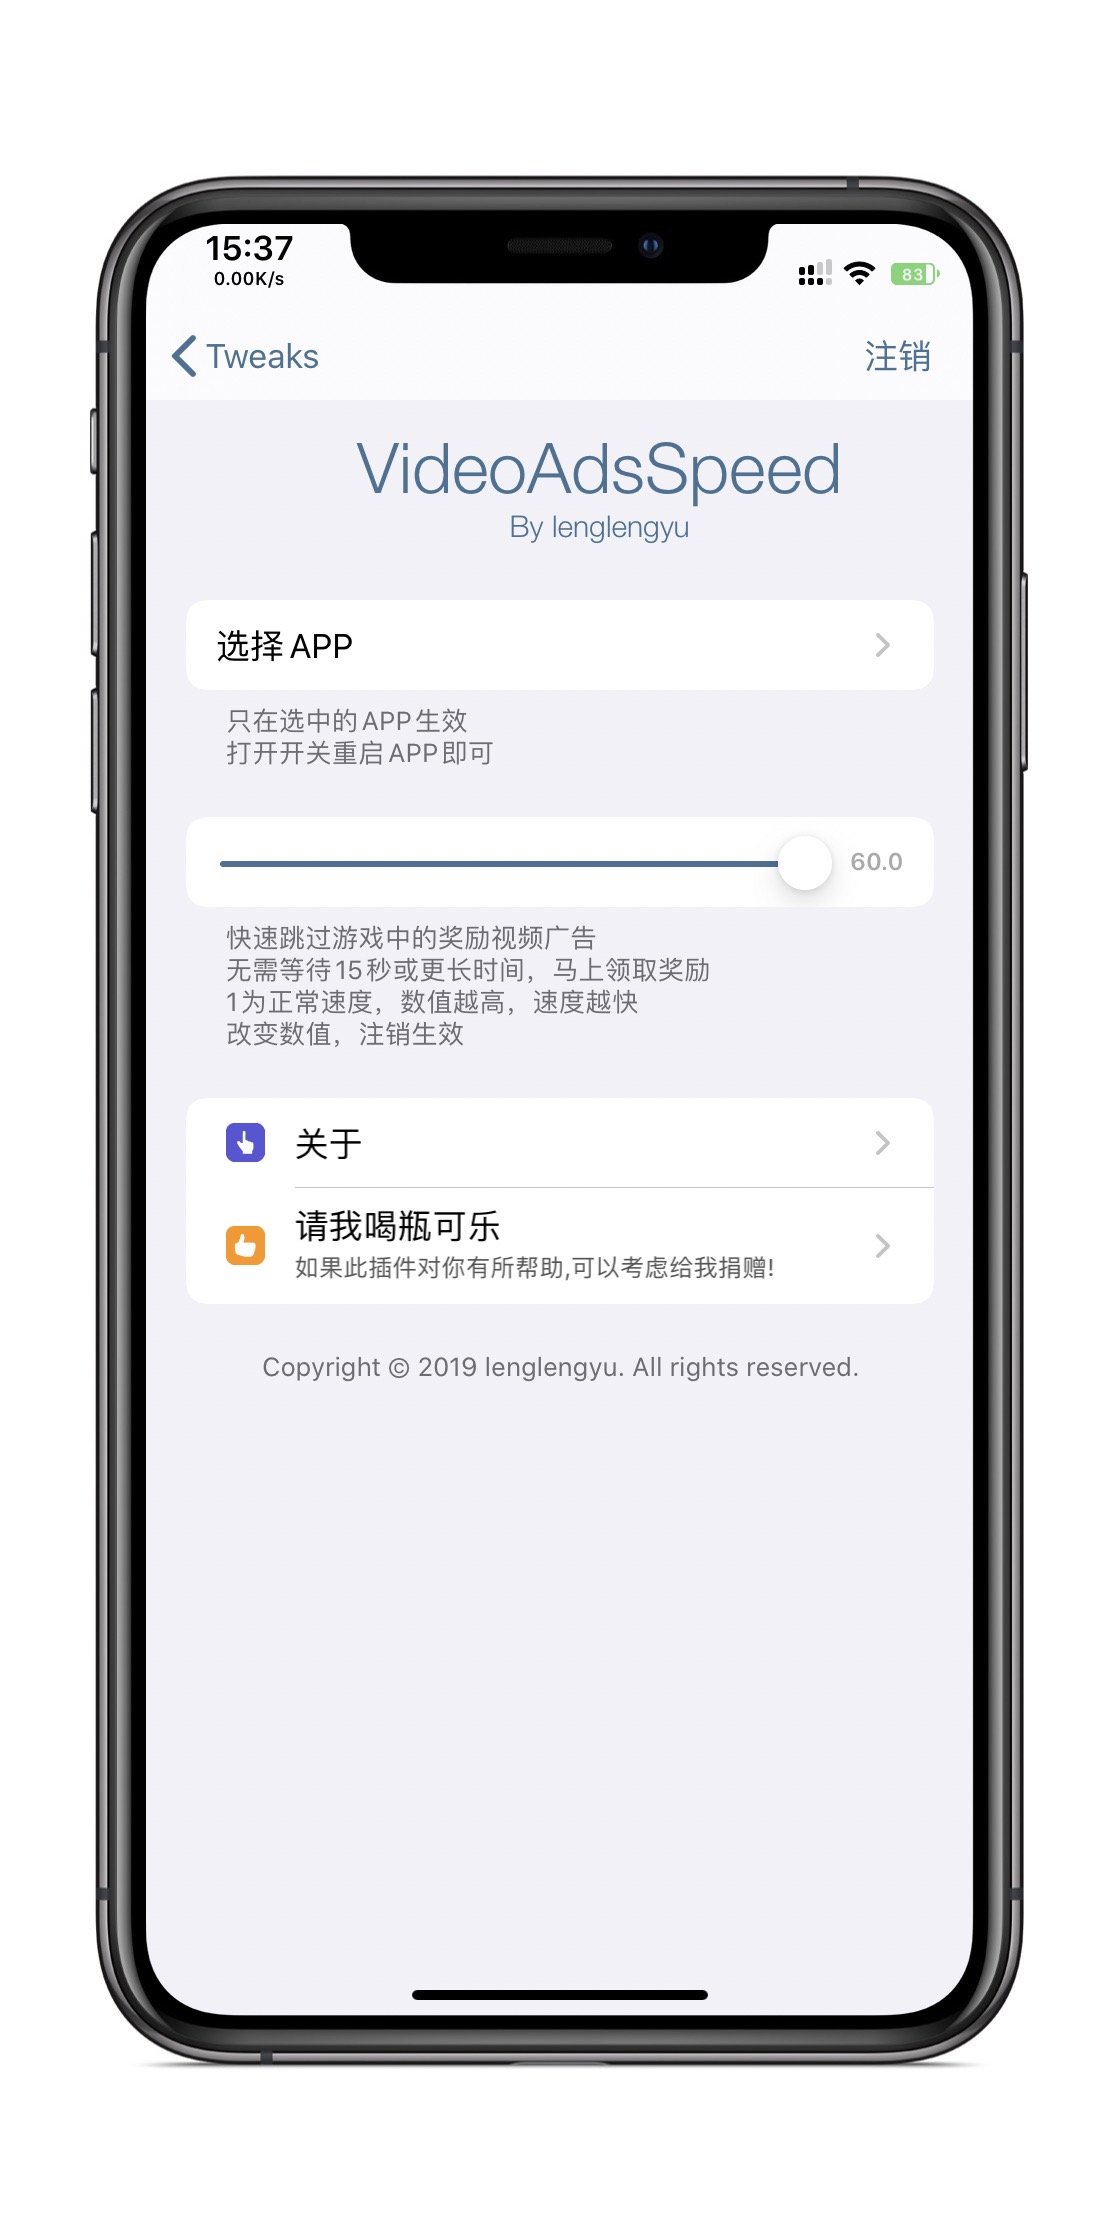 15:37
0.00K/s
83
Tweaks
注销
VideoAdsSpeed
By lenglengyu
选择 APP
只在选中的APP生效
打开开关重启APP即可
60.0
快速跳过游戏中的奖励视频广告
无需等待15秒或更长时间，马上领取奖励
1为正常速度，数值越高，速度越快
改变数值，注销生效
关于
请我喝瓶可乐
如果此插件对你有所帮助,可以考虑给我捐赠!
Copyright © 2019 lenglengyu. All rights reserved.